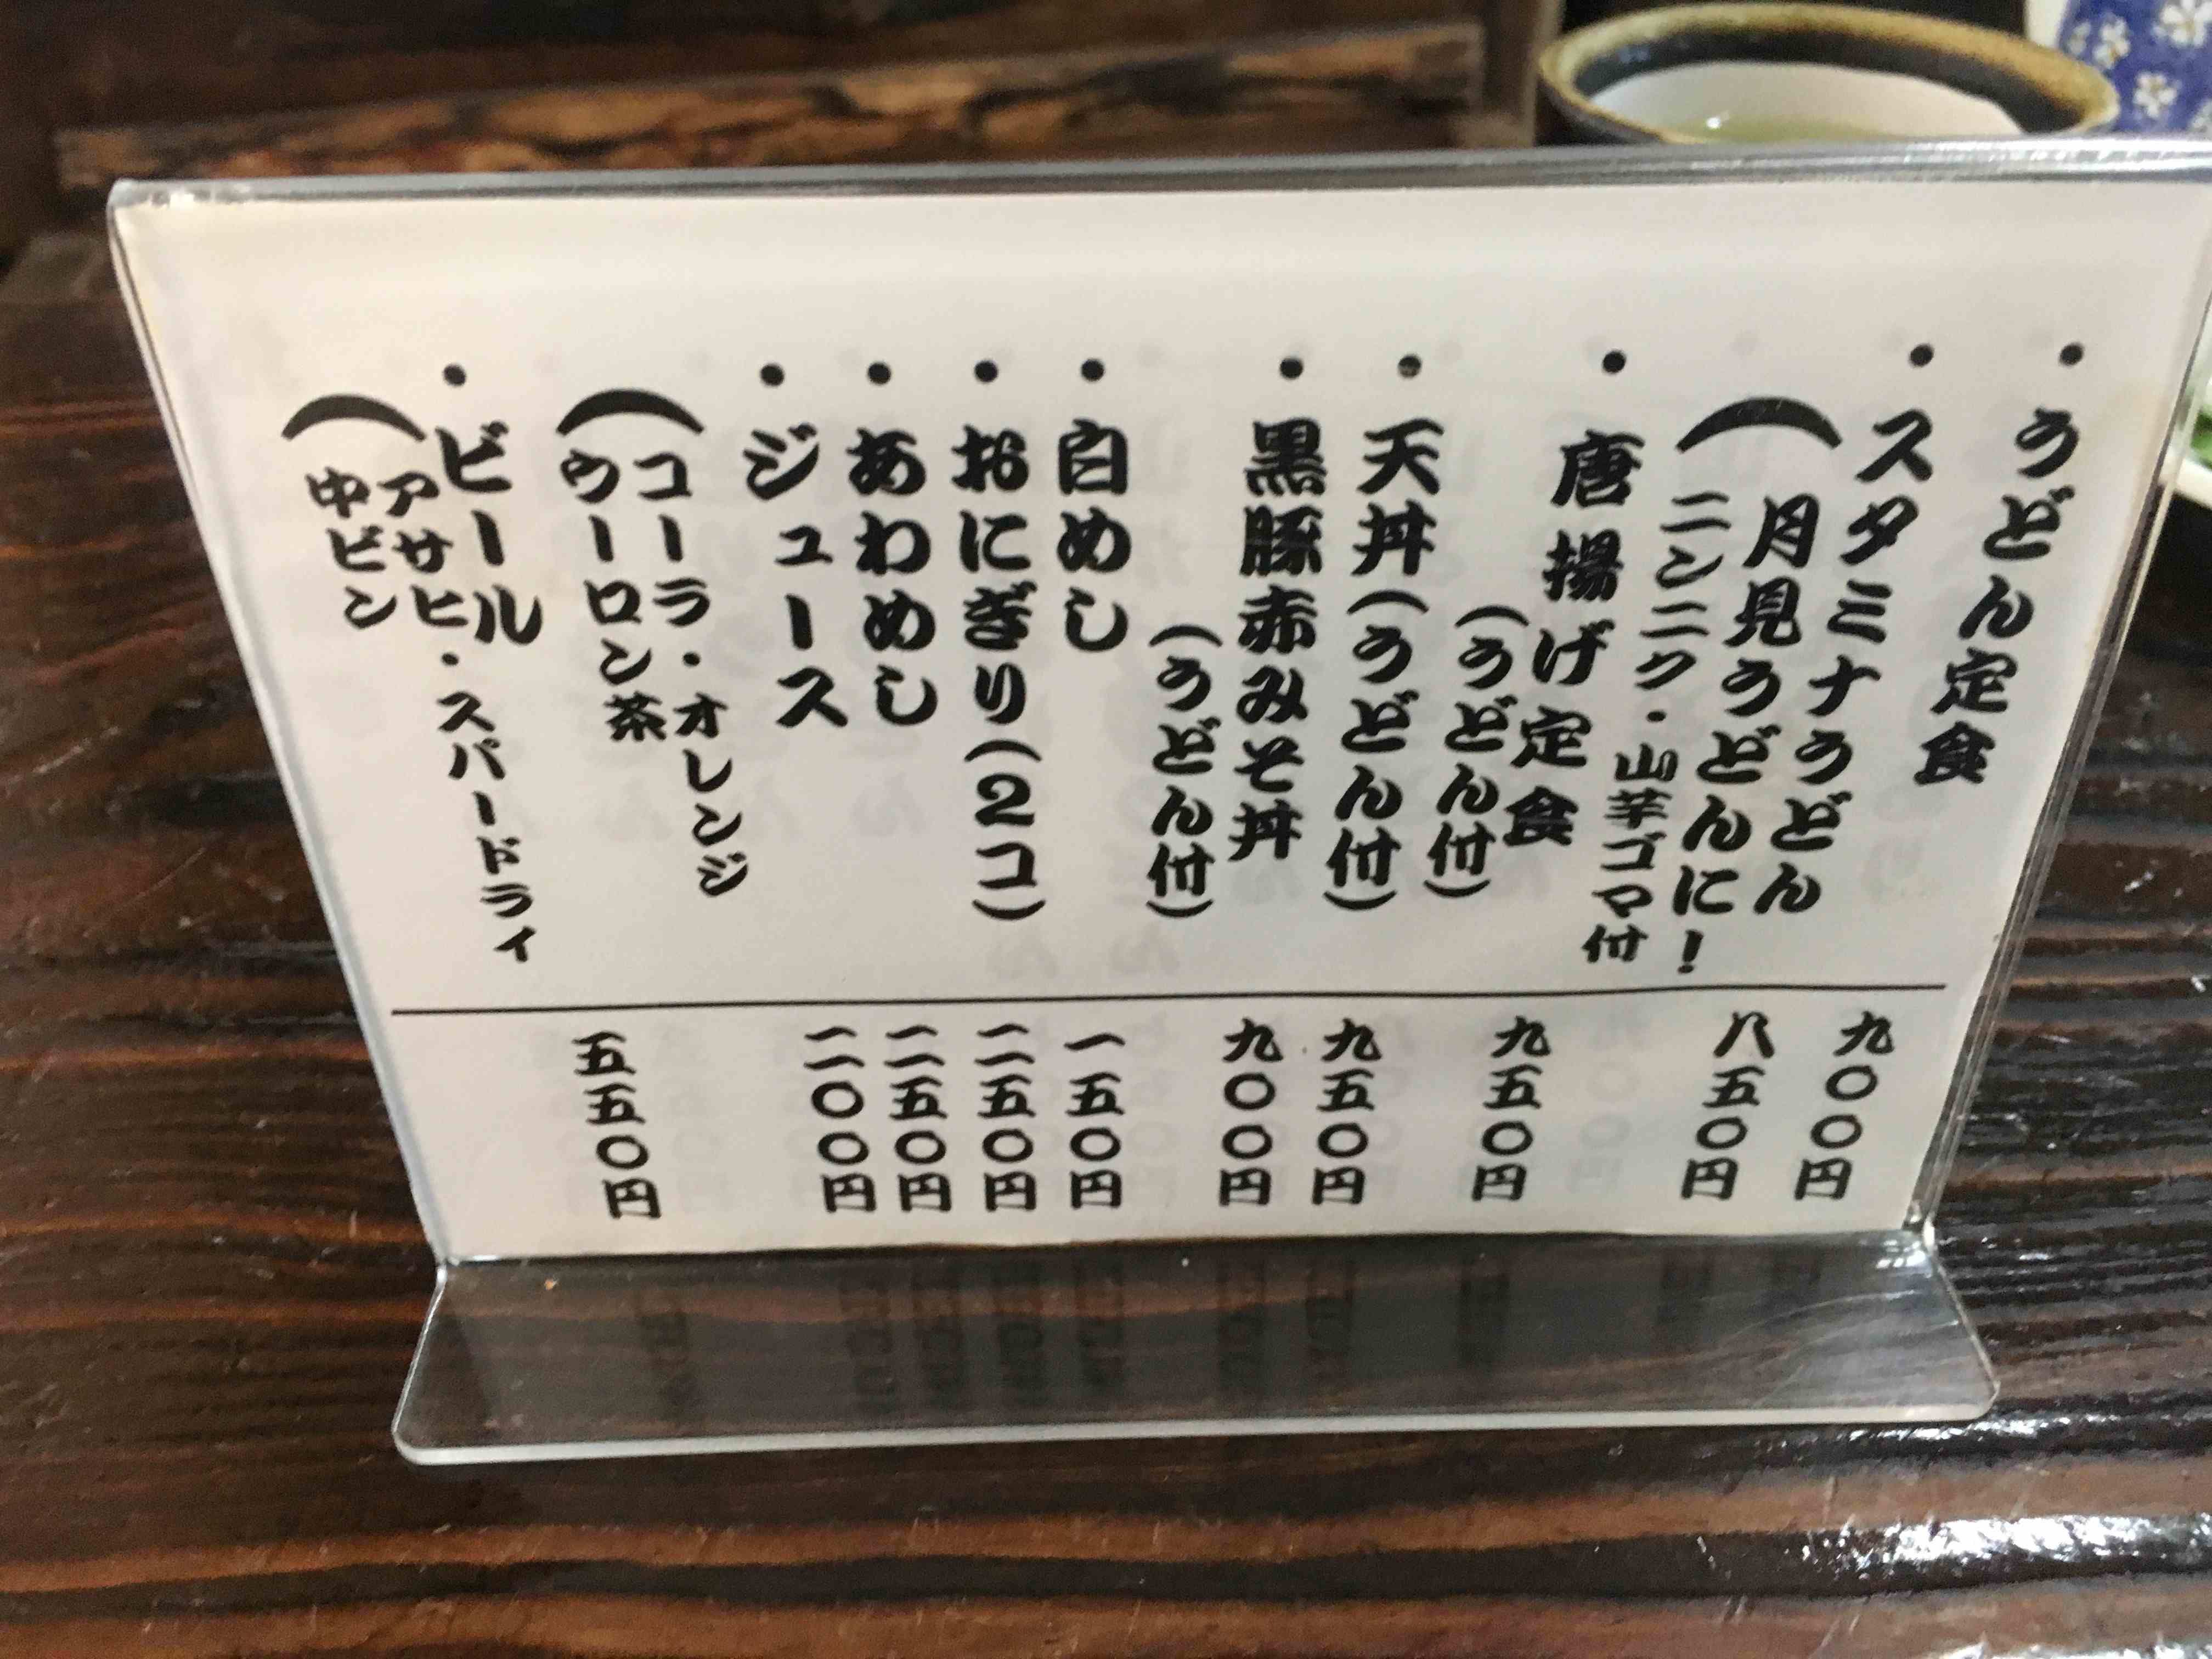 ・うどん定食 九〇〇円
・スタミナうどん 八五〇円
(月見うどんに!
ニンニク・山芋ゴマ付
・唐揚げ定食 九五〇円
(うどん付)
・天丼(うどん付) 九五〇円
・黒豚赤みそ丼 九〇〇円
(うどん付)
・白めし 一五〇円
・おにぎり(2コ) 二五〇円
・あわめし 二五〇円
・ジュース 二〇〇円
(コーラ・オレンジ
ウーロン茶
・ビール 五五〇円
(アサヒ・スパードライ
中ビン